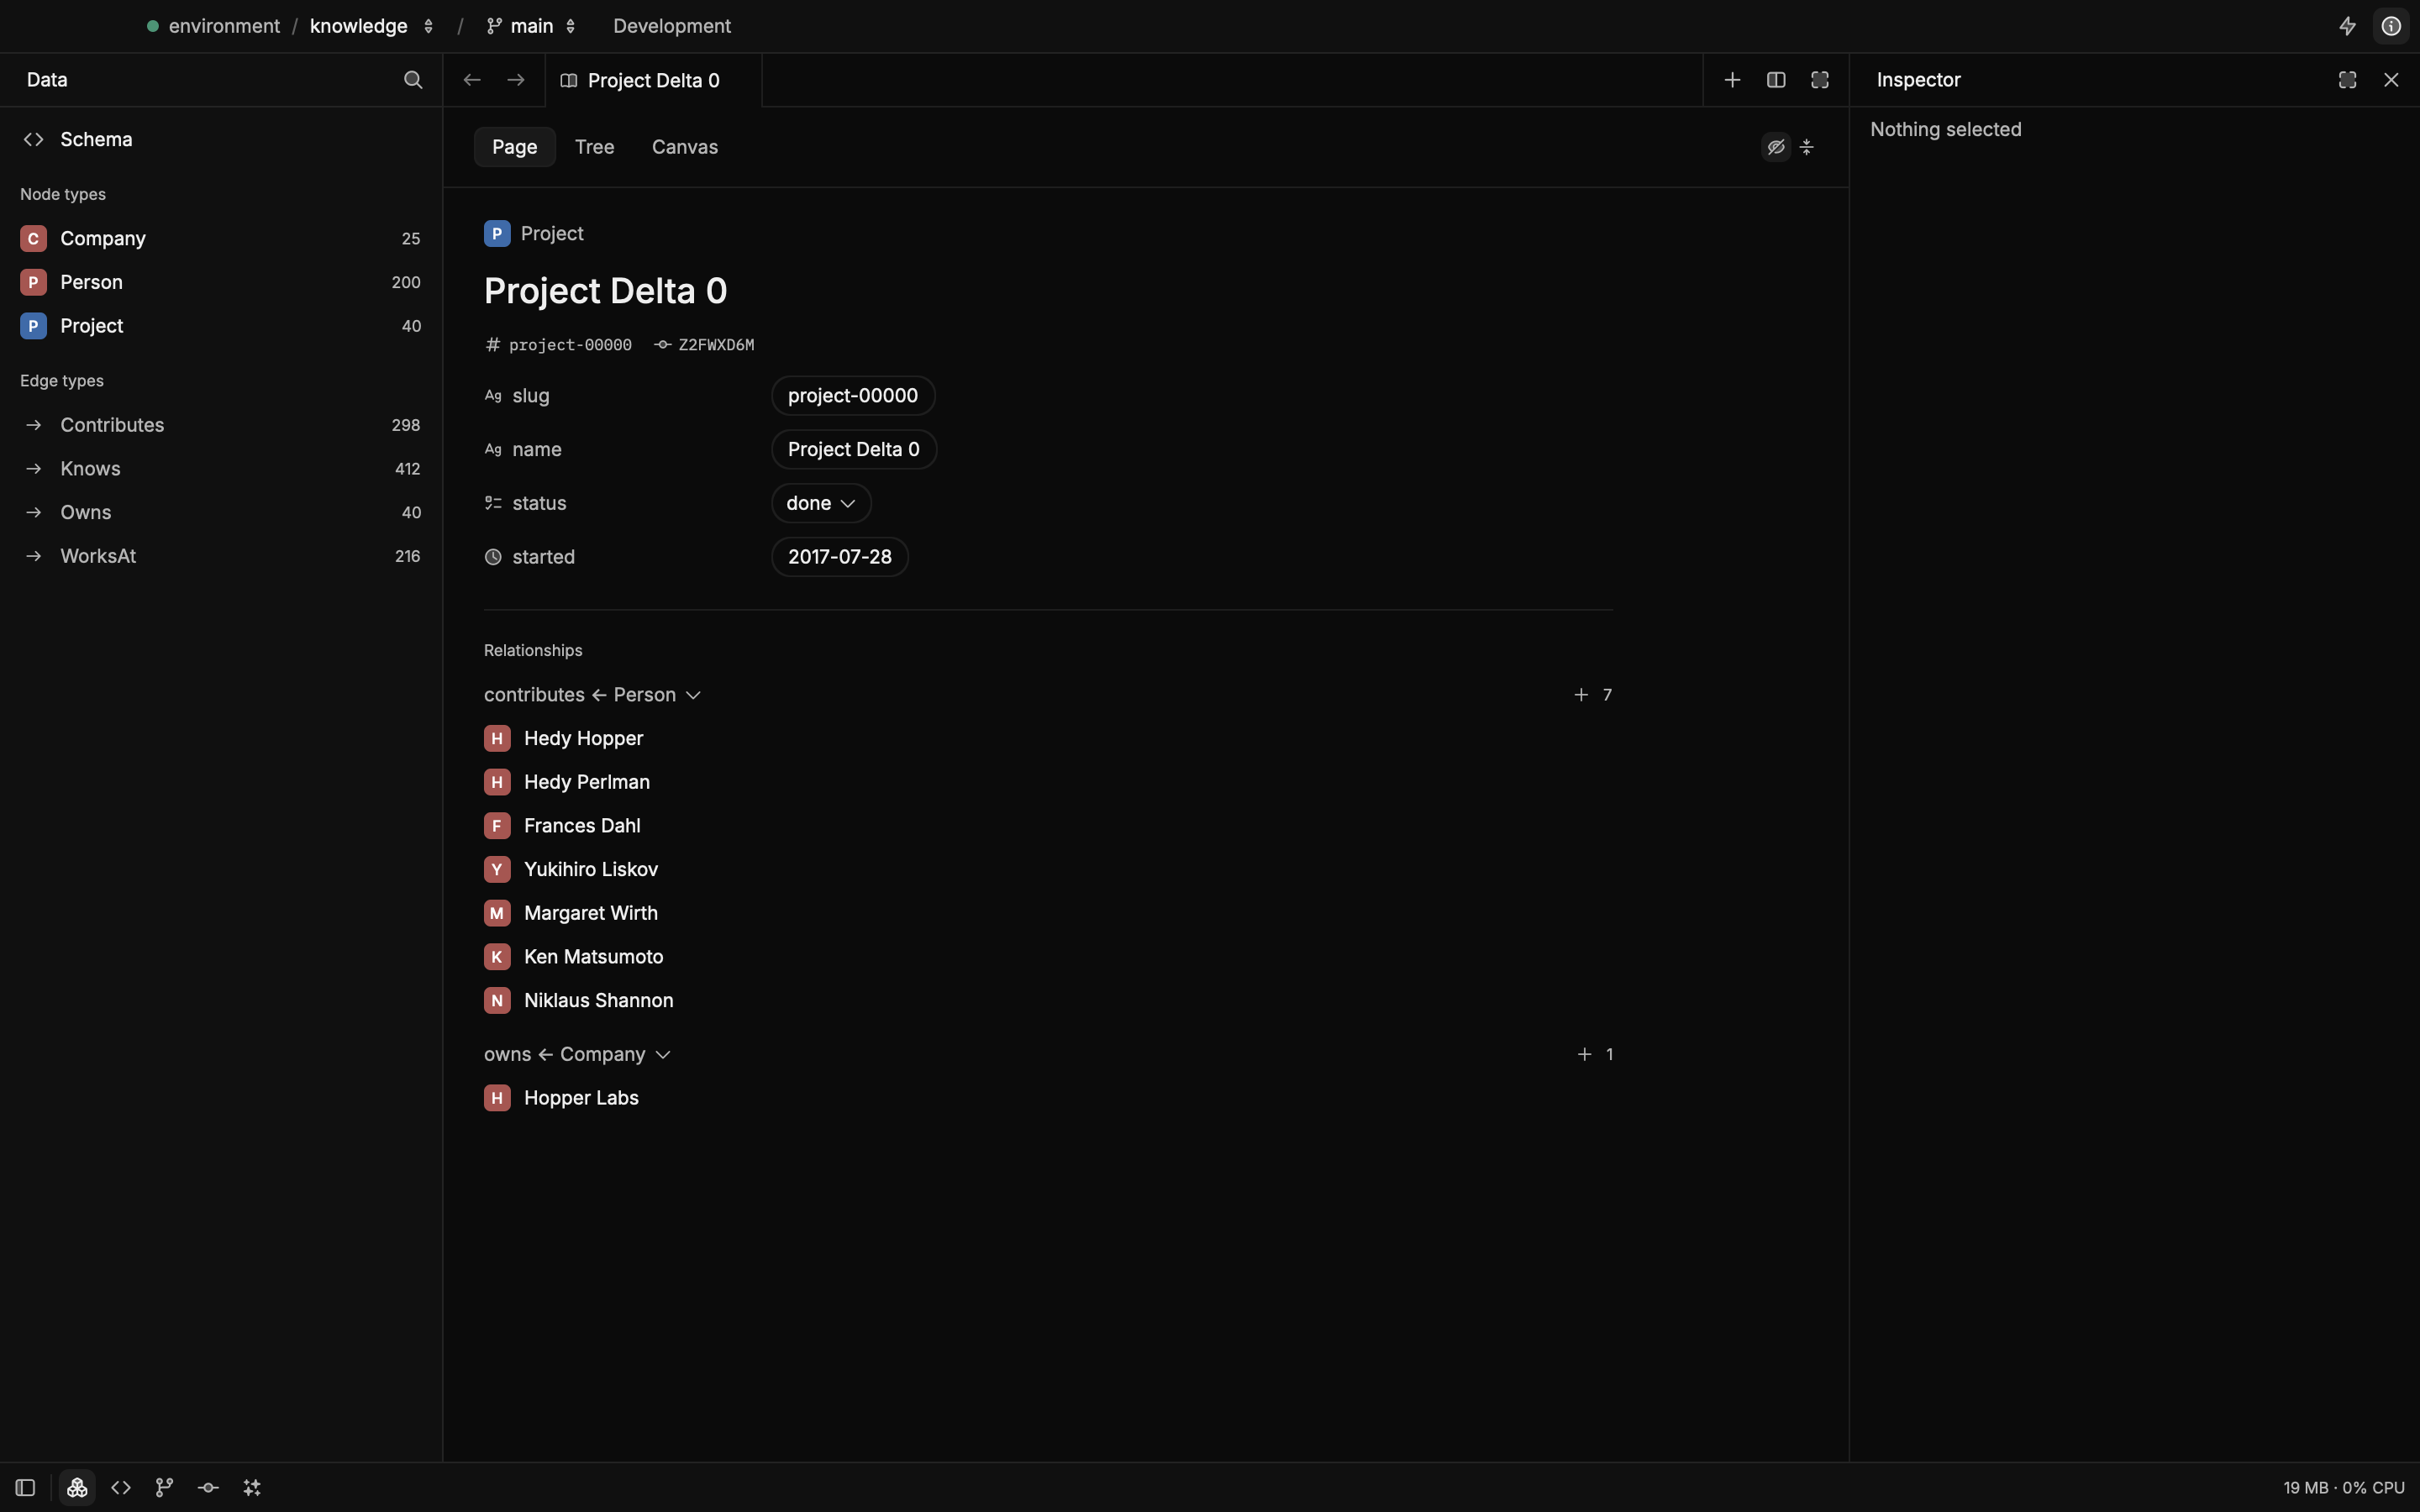 environment / knowledge / main Development
Data
Project Delta 0
Inspector
Nothing selected
Schema
Node types
C Company 25
P Person 200
P Project 40
Edge types
Contributes 298
Knows 412
Owns 40
WorksAt 216
Page Tree Canvas
P Project
Project Delta 0
# project-00000 Z2FWXD6M
Ag slug project-00000
Ag name Project Delta 0
status done
started 2017-07-28
Relationships
contributes ← Person + 7
H Hedy Hopper
H Hedy Perlman
F Frances Dahl
Y Yukihiro Liskov
M Margaret Wirth
K Ken Matsumoto
N Niklaus Shannon
owns ← Company + 1
H Hopper Labs
19 MB · 0% CPU